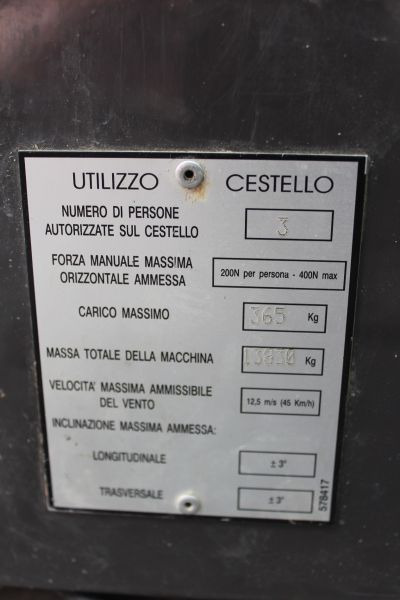 UTILIZZO CESTELLO
NUMERO DI PERSONE
AUTORIZZATE SUL CESTELLO 3
FORZA MANUALE MASSIMA
ORIZZONTALE AMMESSA 200N per persona - 400N max
CARICO MASSIMO 365 Kg
MASSA TOTALE DELLA MACCHINA 13830 Kg
VELOCITA' MASSIMA AMMISSIBILE
DEL VENTO 12,5 m/s (45 Km/h)
INCLINAZIONE MASSIMA AMMESSA:
LONGITUDINALE ±3°
TRASVERSALE ±3°
578417